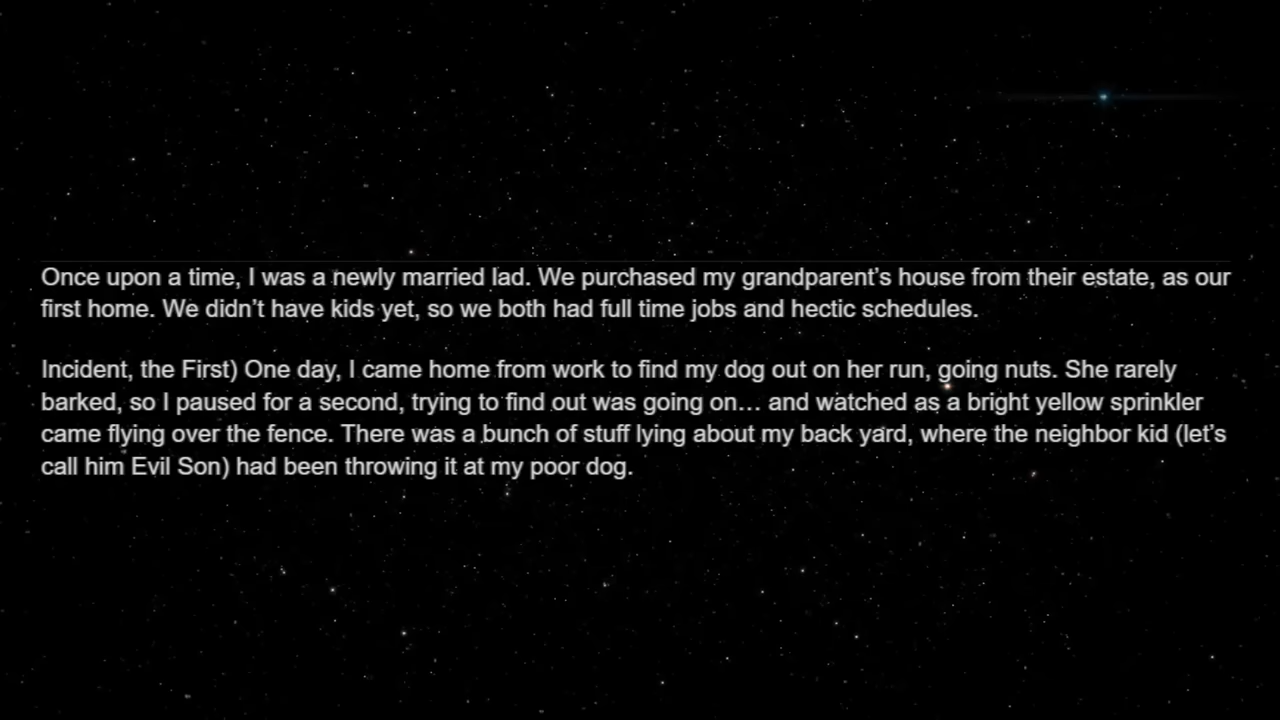 Once upon a time, I was a newly married lad. We purchased my grandparent’s house from their estate, as our
first home. We didn’t have kids yet, so we both had full time jobs and hectic schedules.
Incident, the First) One day, I came home from work to find my dog out on her run, going nuts. She rarely
barked, so I paused for a second, trying to find out was going on… and watched as a bright yellow sprinkler
came flying over the fence. There was a bunch of stuff lying about my back yard, where the neighbor kid (let’s
call him Evil Son) had been throwing it at my poor dog.